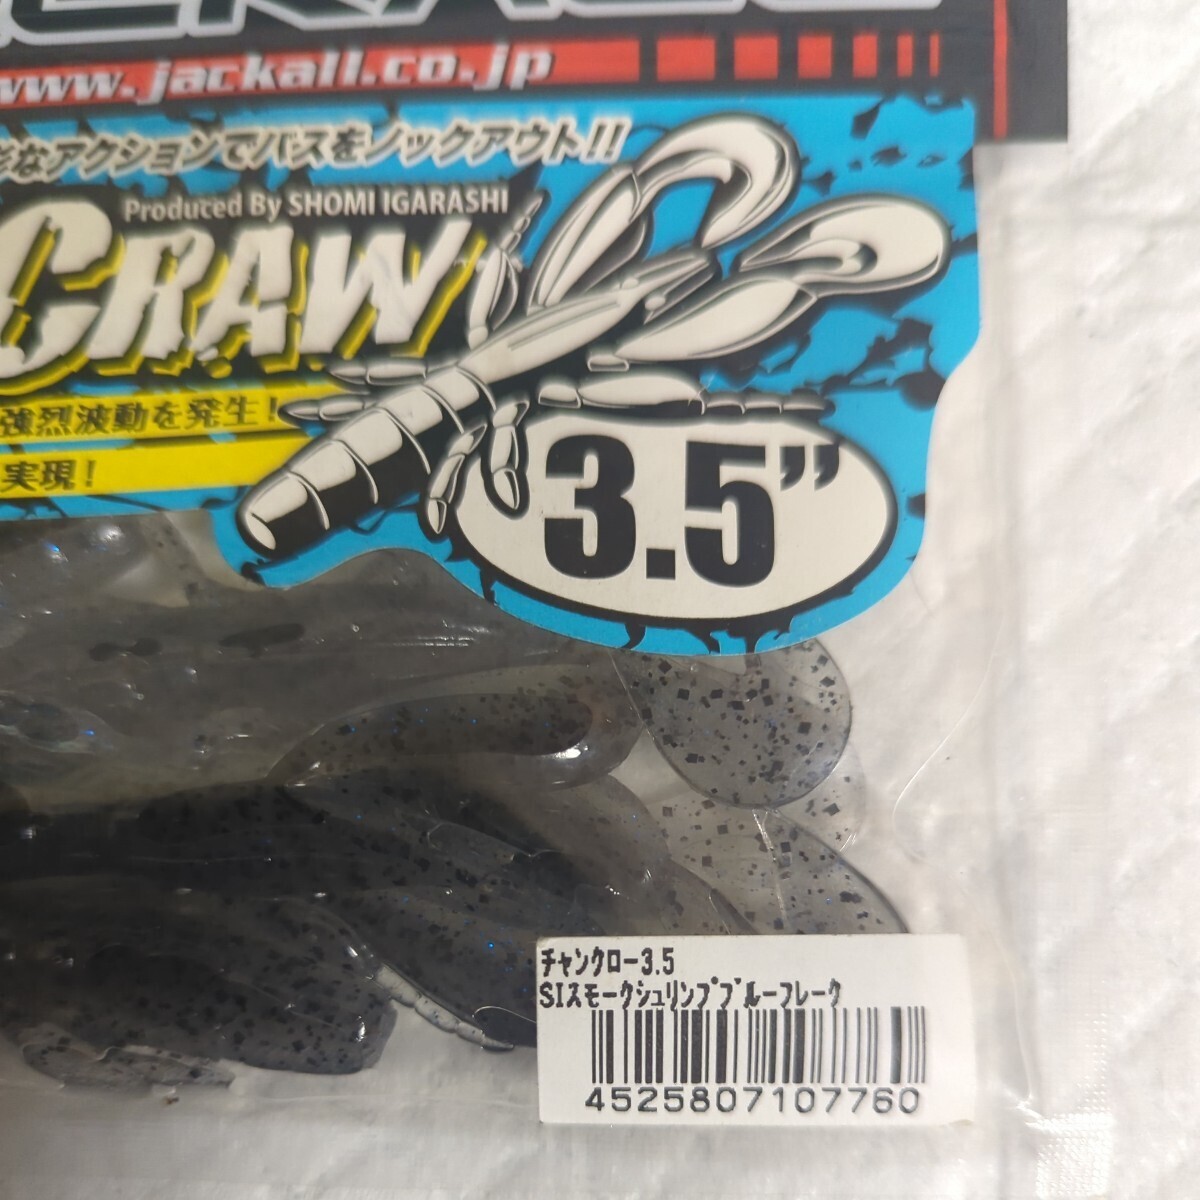 www.jackall.co.jp
なアクションでバスをノックアウト!!
Produced By SHOMI IGARASHI
CRAW
強烈波動を発生!
実現!
3.5”
チャンクロー3.5
SIスモークシュリンプブルーフレーク
4525807107760